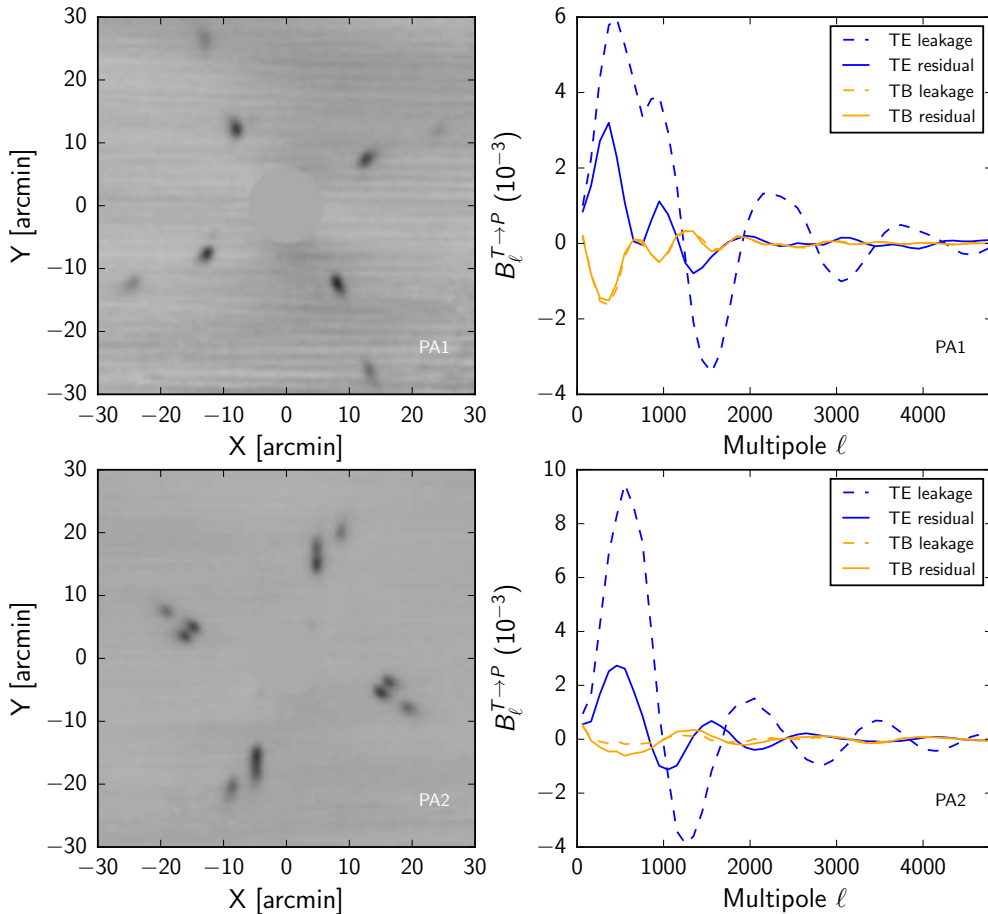 30
20
10
0
−10
−20
−30
Y [arcmin]
PA1
−30 −20 −10 0 10 20 30
X [arcmin]
6
4
2
0
−2
−4
B_ℓ^{T→P} (10^{−3})
TE leakage
TE residual
TB leakage
TB residual
PA1
0 1000 2000 3000 4000
Multipole ℓ
30
20
10
0
−10
−20
−30
Y [arcmin]
PA2
−30 −20 −10 0 10 20 30
X [arcmin]
10
8
6
4
2
0
−2
−4
B_ℓ^{T→P} (10^{−3})
TE leakage
TE residual
TB leakage
TB residual
PA2
0 1000 2000 3000 4000
Multipole ℓ